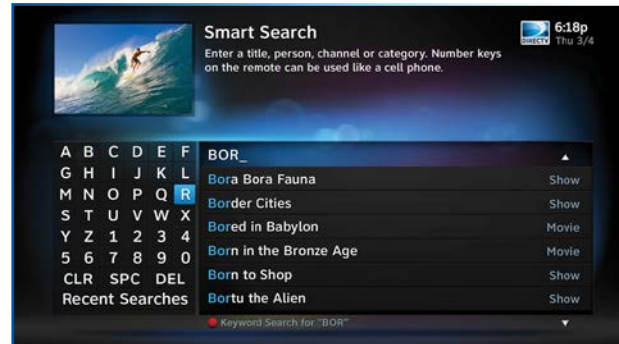 Smart Search
Enter a title, person, channel or category. Number keys
on the remote can be used like a cell phone.
DIRECTV
6:18p
Thu 3/4
A B C D E F
G H I J K L
M N O P Q R
S T U V W X
Y Z 1 2 3 4
5 6 7 8 9 0
CLR SPC DEL
Recent Searches
BOR_
Bora Bora Fauna Show
Border Cities Show
Bored in Babylon Movie
Born in the Bronze Age Movie
Born to Shop Show
Bortu the Alien Show
Keyword Search for "BOR"